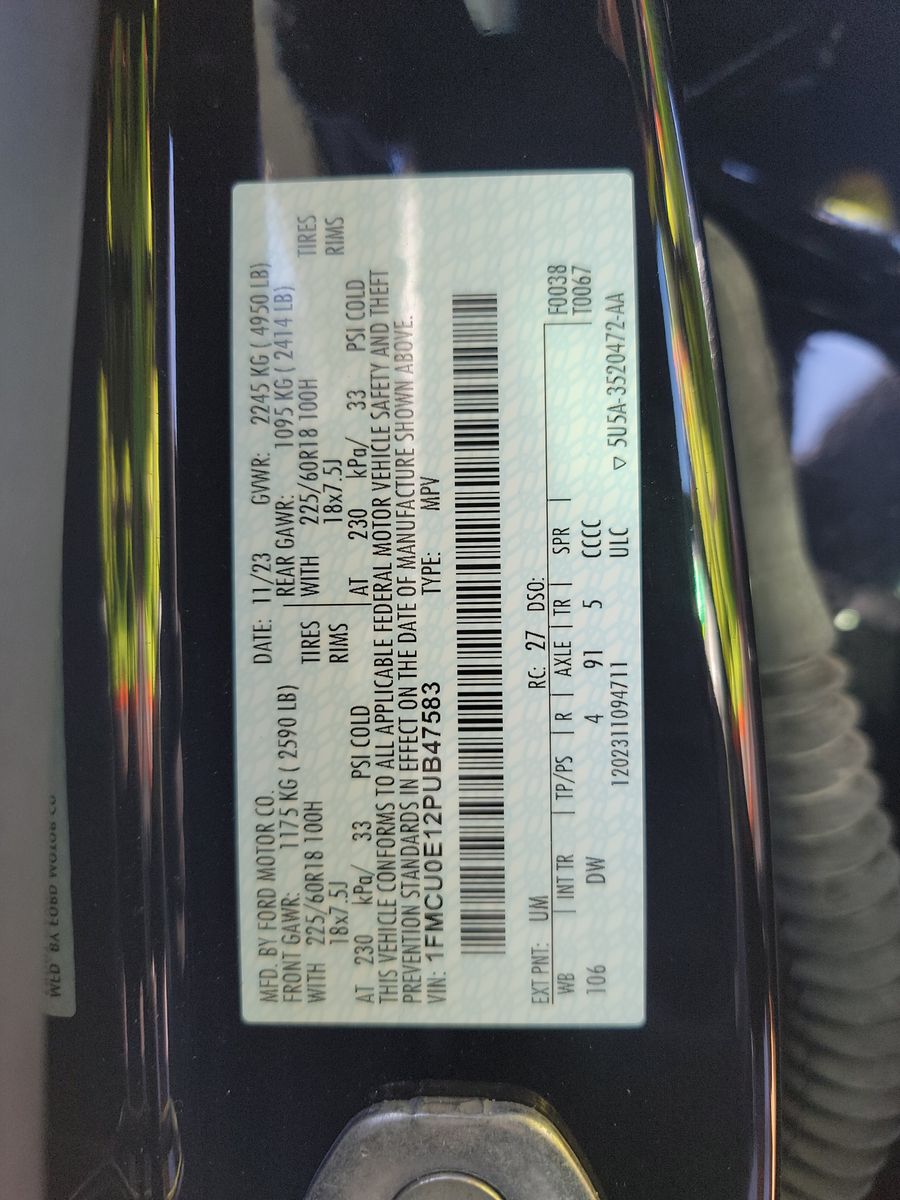 MFD. BY FORD MOTOR CO. DATE: 11/23 GVWR: 2245 KG ( 4950 LB)
FRONT GAWR: 1175 KG ( 2590 LB) REAR GAWR: 1095 KG ( 2414 LB)
WITH 225/60R18 100H TIRES WITH 225/60R18 100H TIRES
18x7.5J RIMS 18x7.5J RIMS
AT 230 kPa/ 33 PSI COLD AT 230 kPa/ 33 PSI COLD
THIS VEHICLE CONFORMS TO ALL APPLICABLE FEDERAL MOTOR VEHICLE SAFETY AND THEFT
PREVENTION STANDARDS IN EFFECT ON THE DATE OF MANUFACTURE SHOWN ABOVE.
VIN: 1FMCU0E12PUB47583 TYPE: MPV
EXT PNT: UM RC: 27 DSO: F0038
WB INT TR TP/PS R AXLE TR SPR T0067
106 DW 4 91 5 CCCC
1202311094711 ULC ▽ 5U5A-3520472-AA